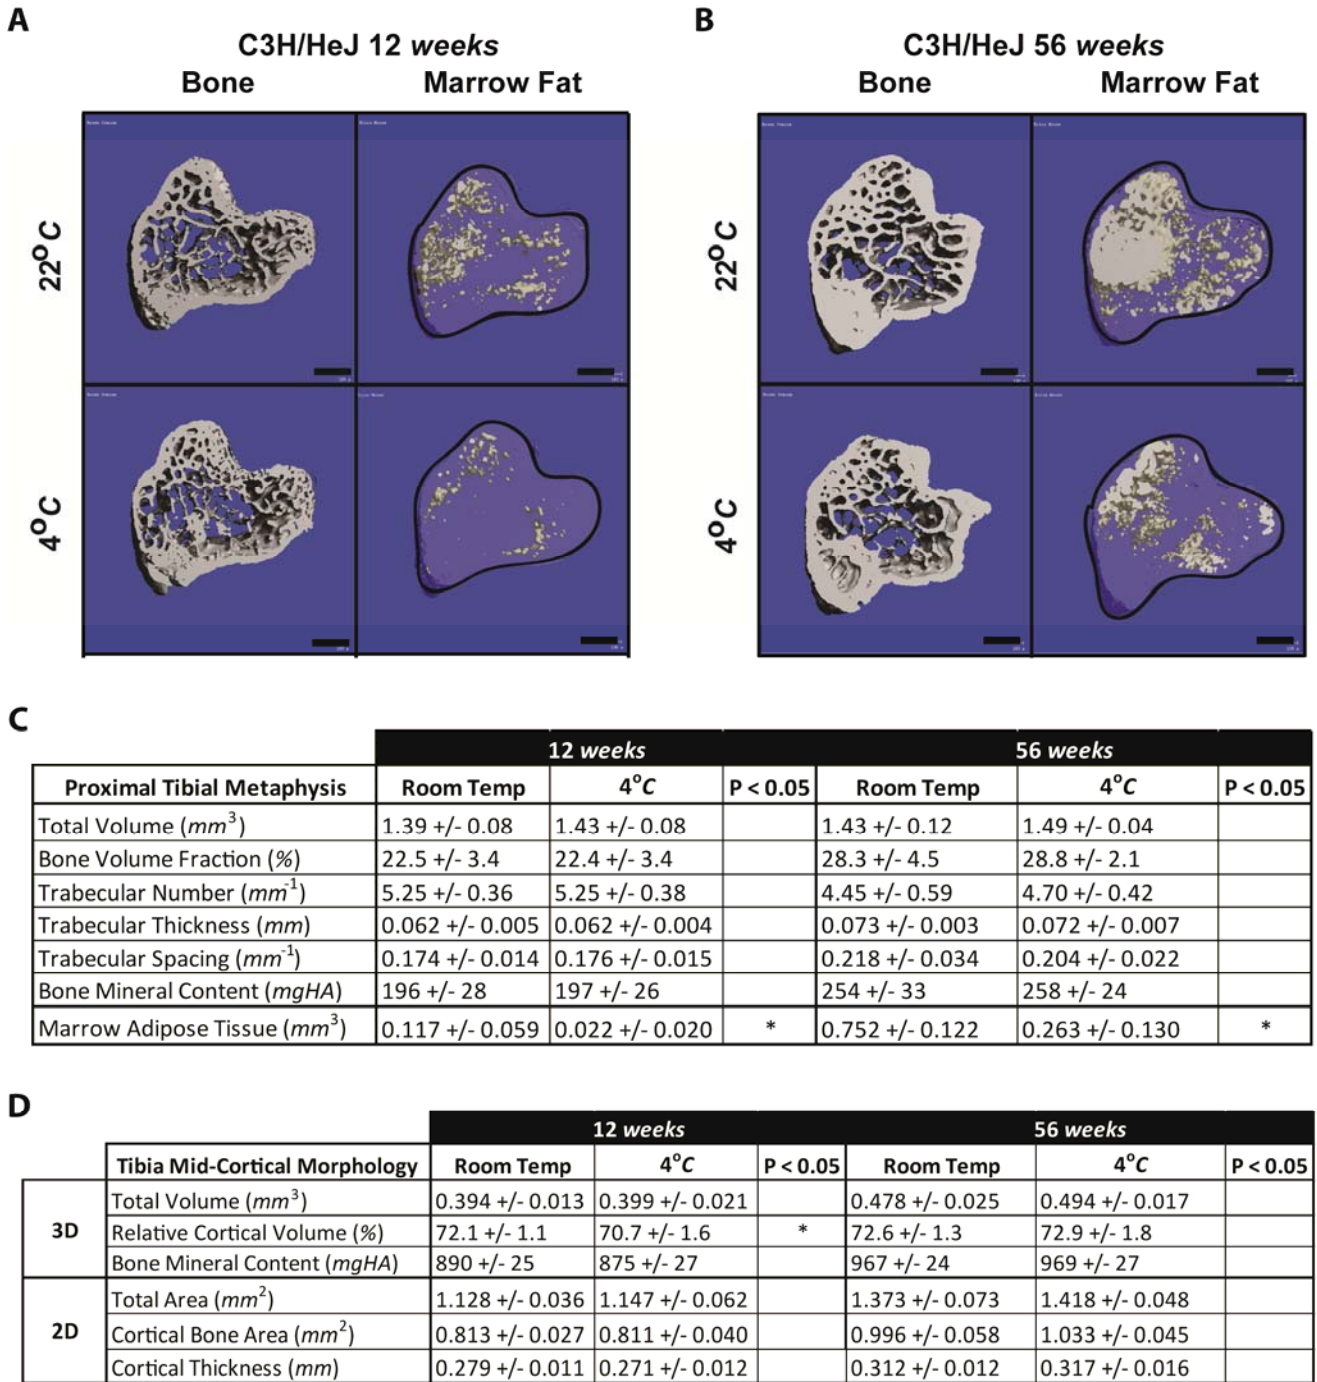 A
B
C3H/HeJ 12 weeks
C3H/HeJ 56 weeks
Bone Marrow Fat
Bone Marrow Fat
22°C
4°C
22°C
4°C
C
12 weeks 56 weeks
Proximal Tibial Metaphysis Room Temp 4°C P < 0.05 Room Temp 4°C P < 0.05
Total Volume (mm³) 1.39 +/- 0.08 1.43 +/- 0.08 1.43 +/- 0.12 1.49 +/- 0.04
Bone Volume Fraction (%) 22.5 +/- 3.4 22.4 +/- 3.4 28.3 +/- 4.5 28.8 +/- 2.1
Trabecular Number (mm⁻¹) 5.25 +/- 0.36 5.25 +/- 0.38 4.45 +/- 0.59 4.70 +/- 0.42
Trabecular Thickness (mm) 0.062 +/- 0.005 0.062 +/- 0.004 0.073 +/- 0.003 0.072 +/- 0.007
Trabecular Spacing (mm⁻¹) 0.174 +/- 0.014 0.176 +/- 0.015 0.218 +/- 0.034 0.204 +/- 0.022
Bone Mineral Content (mgHA) 196 +/- 28 197 +/- 26 254 +/- 33 258 +/- 24
Marrow Adipose Tissue (mm³) 0.117 +/- 0.059 0.022 +/- 0.020 * 0.752 +/- 0.122 0.263 +/- 0.130 *
D
12 weeks 56 weeks
Tibia Mid-Cortical Morphology Room Temp 4°C P < 0.05 Room Temp 4°C P < 0.05
3D
Total Volume (mm³) 0.394 +/- 0.013 0.399 +/- 0.021 0.478 +/- 0.025 0.494 +/- 0.017
Relative Cortical Volume (%) 72.1 +/- 1.1 70.7 +/- 1.6 * 72.6 +/- 1.3 72.9 +/- 1.8
Bone Mineral Content (mgHA) 890 +/- 25 875 +/- 27 967 +/- 24 969 +/- 27
2D
Total Area (mm²) 1.128 +/- 0.036 1.147 +/- 0.062 1.373 +/- 0.073 1.418 +/- 0.048
Cortical Bone Area (mm²) 0.813 +/- 0.027 0.811 +/- 0.040 0.996 +/- 0.058 1.033 +/- 0.045
Cortical Thickness (mm) 0.279 +/- 0.011 0.271 +/- 0.012 0.312 +/- 0.012 0.317 +/- 0.016